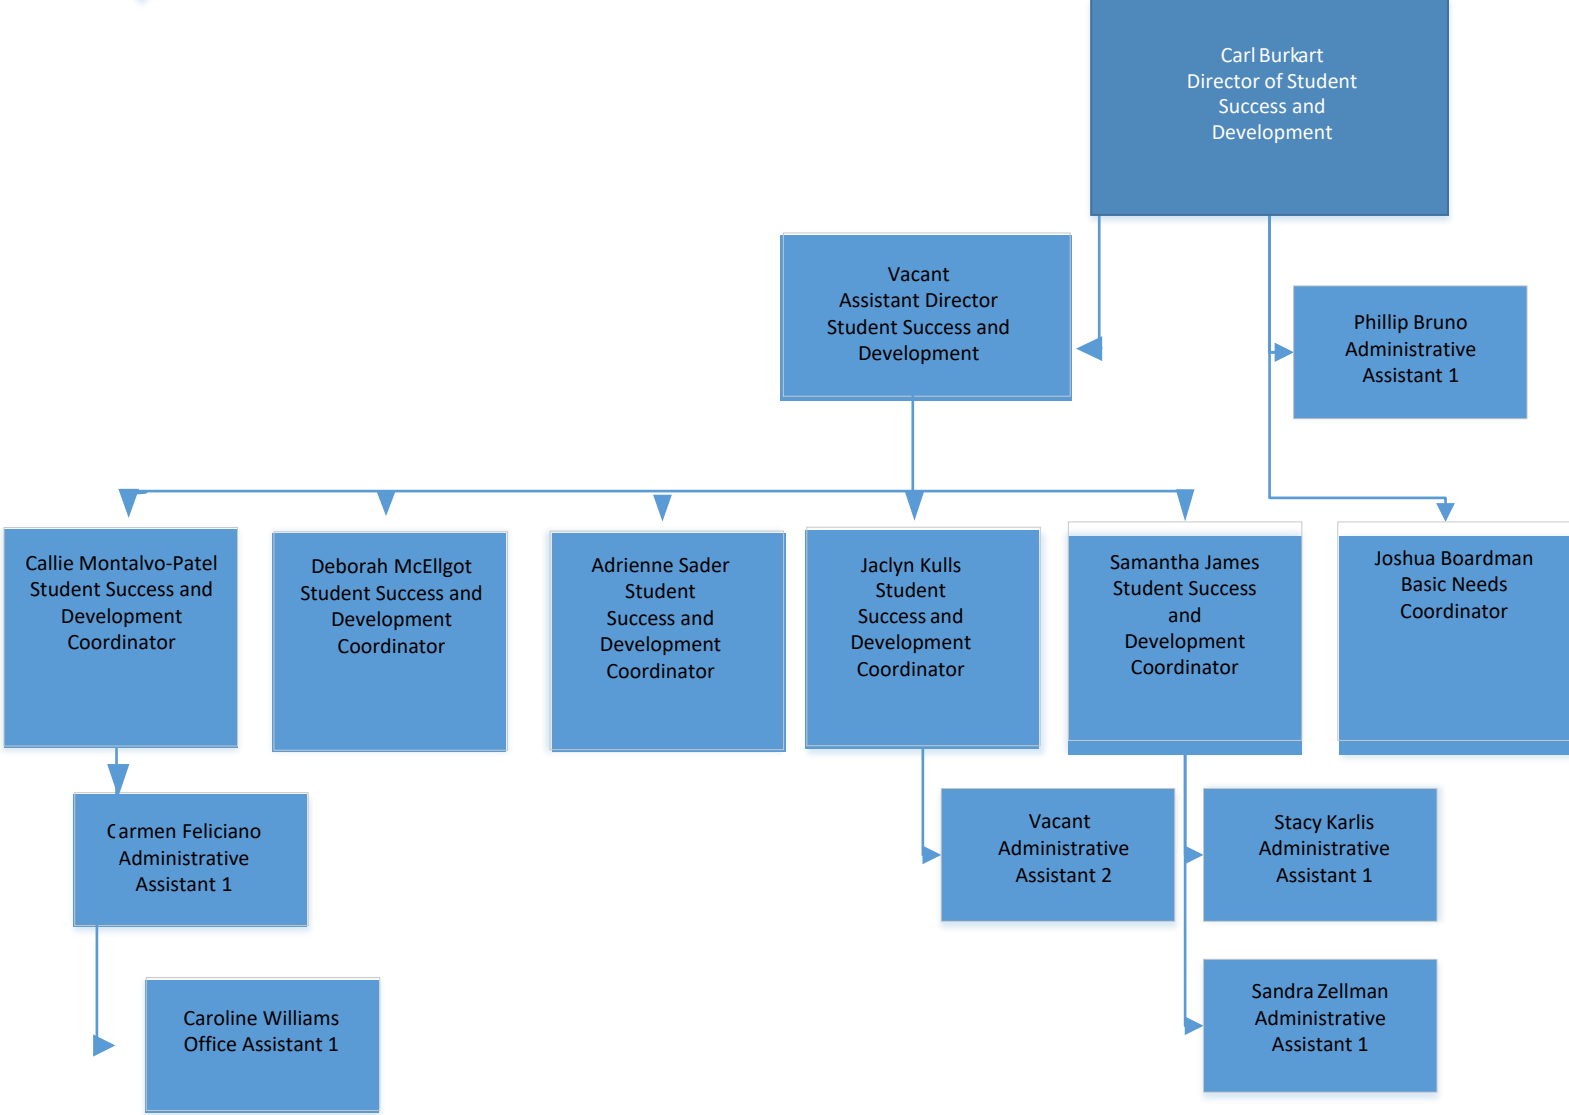 Carl Burkart
Director of Student
Success and
Development
Vacant
Assistant Director
Student Success and
Development
Phillip Bruno
Administrative
Assistant 1
Callie Montalvo-Patel
Student Success and
Development
Coordinator
Deborah McEllgot
Student Success and
Development
Coordinator
Adrienne Sader
Student
Success and
Development
Coordinator
Jaclyn Kulls
Student
Success and
Development
Coordinator
Samantha James
Student Success
and
Development
Coordinator
Joshua Boardman
Basic Needs
Coordinator
Carmen Feliciano
Administrative
Assistant 1
Vacant
Administrative
Assistant 2
Stacy Karlis
Administrative
Assistant 1
Caroline Williams
Office Assistant 1
Sandra Zellman
Administrative
Assistant 1